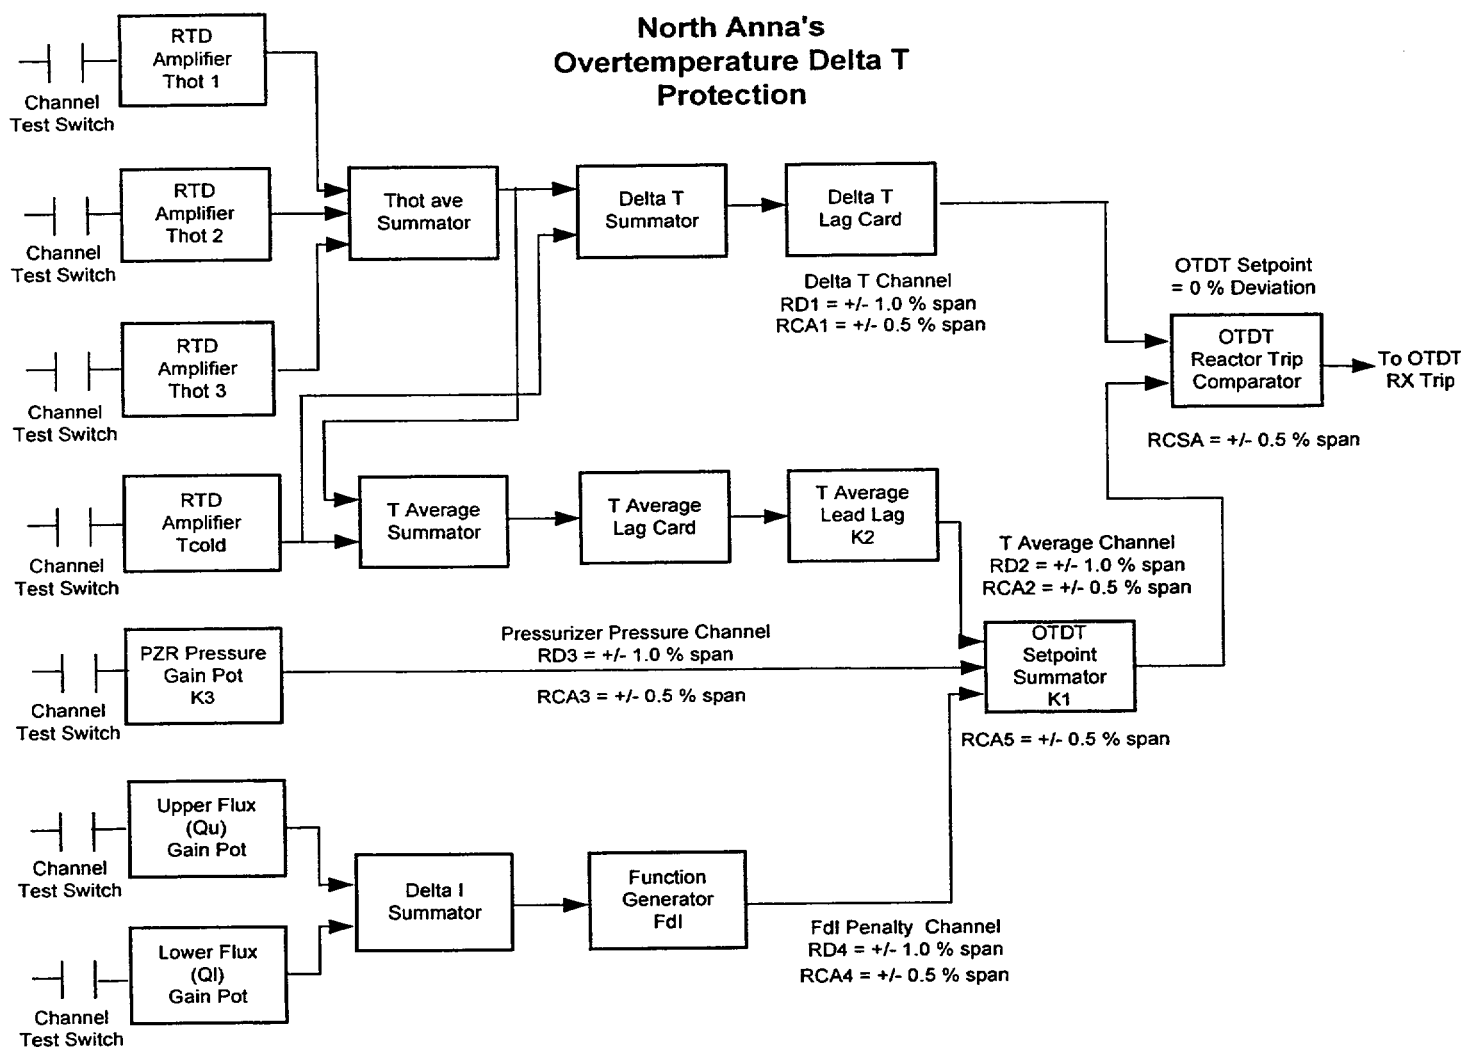 North Anna's
Overtemperature Delta T
Protection
RTD
Amplifier
Thot 1
Channel
Test Switch
RTD
Amplifier
Thot 2
Channel
Test Switch
Thot ave
Summator
Delta T
Summator
Delta T
Lag Card
Delta T Channel
RD1 = +/- 1.0 % span
RCA1 = +/- 0.5 % span
OTDT Setpoint
= 0 % Deviation
OTDT
Reactor Trip
Comparator
To OTDT
RX Trip
RCSA = +/- 0.5 % span
RTD
Amplifier
Thot 3
Channel
Test Switch
RTD
Amplifier
Tcold
Channel
Test Switch
T Average
Summator
T Average
Lag Card
T Average
Lead Lag
K2
T Average Channel
RD2 = +/- 1.0 % span
RCA2 = +/- 0.5 % span
PZR Pressure
Gain Pot
K3
Channel
Test Switch
Pressurizer Pressure Channel
RD3 = +/- 1.0 % span
RCA3 = +/- 0.5 % span
OTDT
Setpoint
Summator
K1
RCA5 = +/- 0.5 % span
Upper Flux
(Qu)
Gain Pot
Channel
Test Switch
Delta I
Summator
Function
Generator
FdI
FdI Penalty Channel
RD4 = +/- 1.0 % span
RCA4 = +/- 0.5 % span
Lower Flux
(Ql)
Gain Pot
Channel
Test Switch